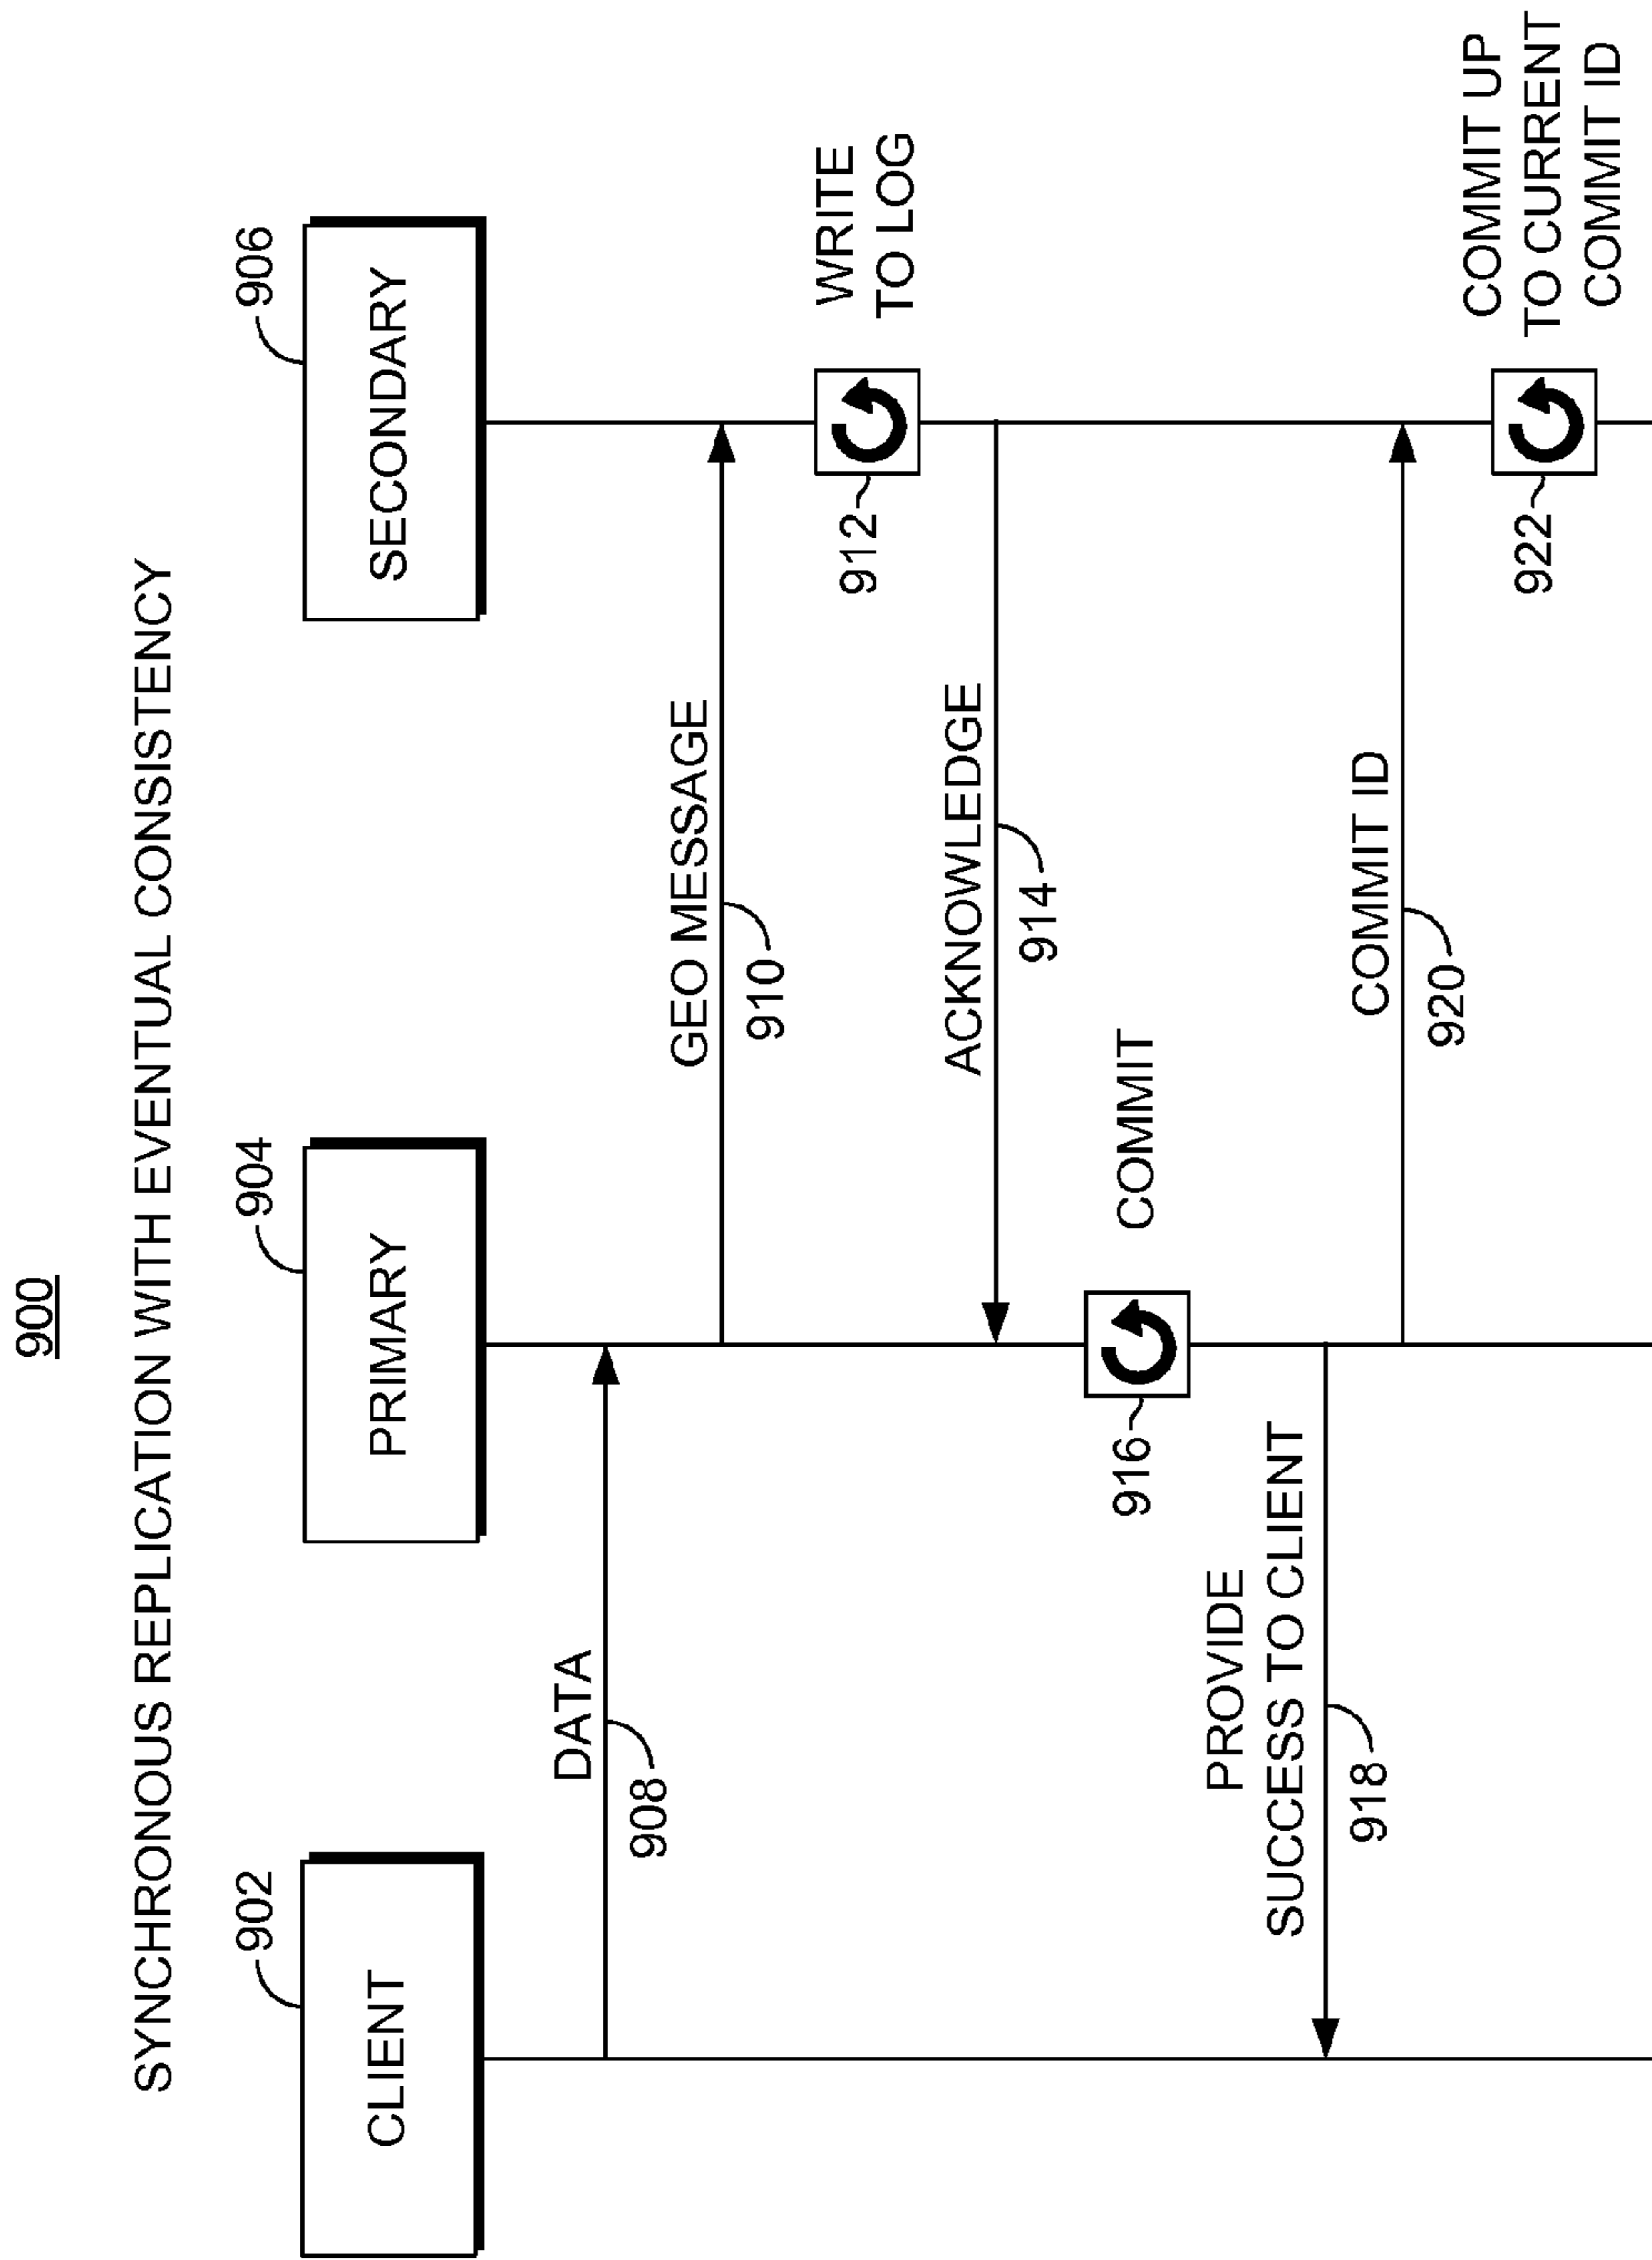 900
SYNCHRONOUS REPLICATION WITH EVENTUAL CONSISTENCY
902
904
906
CLIENT
PRIMARY
SECONDARY
DATA
908
GEO MESSAGE
910
WRITE
TO LOG
912
ACKNOWLEDGE
914
COMMIT
916
PROVIDE
SUCCESS TO CLIENT
918
COMMIT ID
920
COMMIT UP
TO CURRENT
COMMIT ID
922